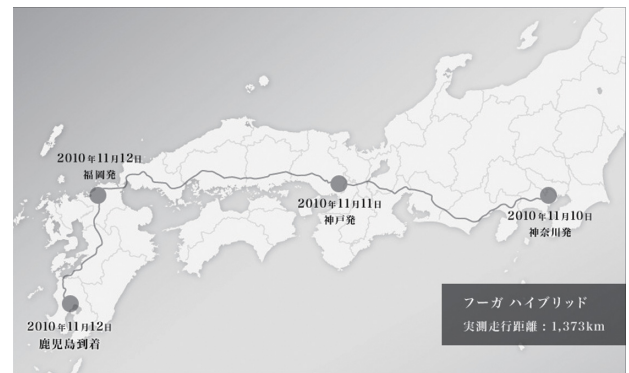 2010年11月12日
福岡発
2010年11月11日
神戸発
2010年11月10日
神奈川発
2010年11月12日
鹿児島到着
フーガ ハイブリッド
実測走行距離：1,373km